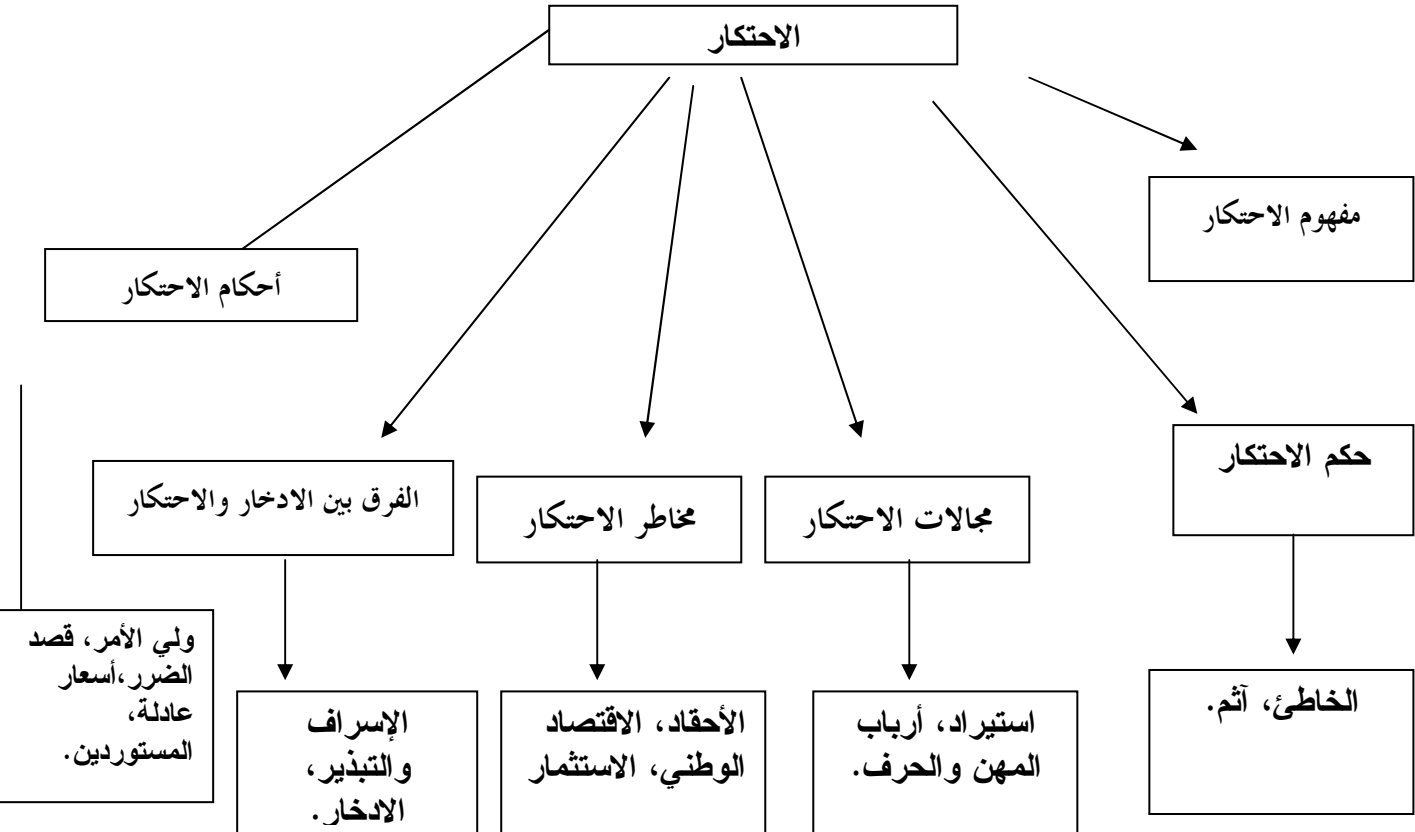 الاحتكار
مفهوم الاحتكار
أحكام الاحتكار
حكم الاحتكار
مجالات الاحتكار
مخاطر الاحتكار
الفرق بين الادخار والاحتكار
الخاطئ، آثم.
استيراد، أرباب
المهن والحرف.
الأحقاد، الاقتصاد
الوطني، الاستثمار
الإسراف
والتبذير،
الادخار.
ولي الأمر، قصد
الضرر،أسعار
عادلة،
المستوردين.